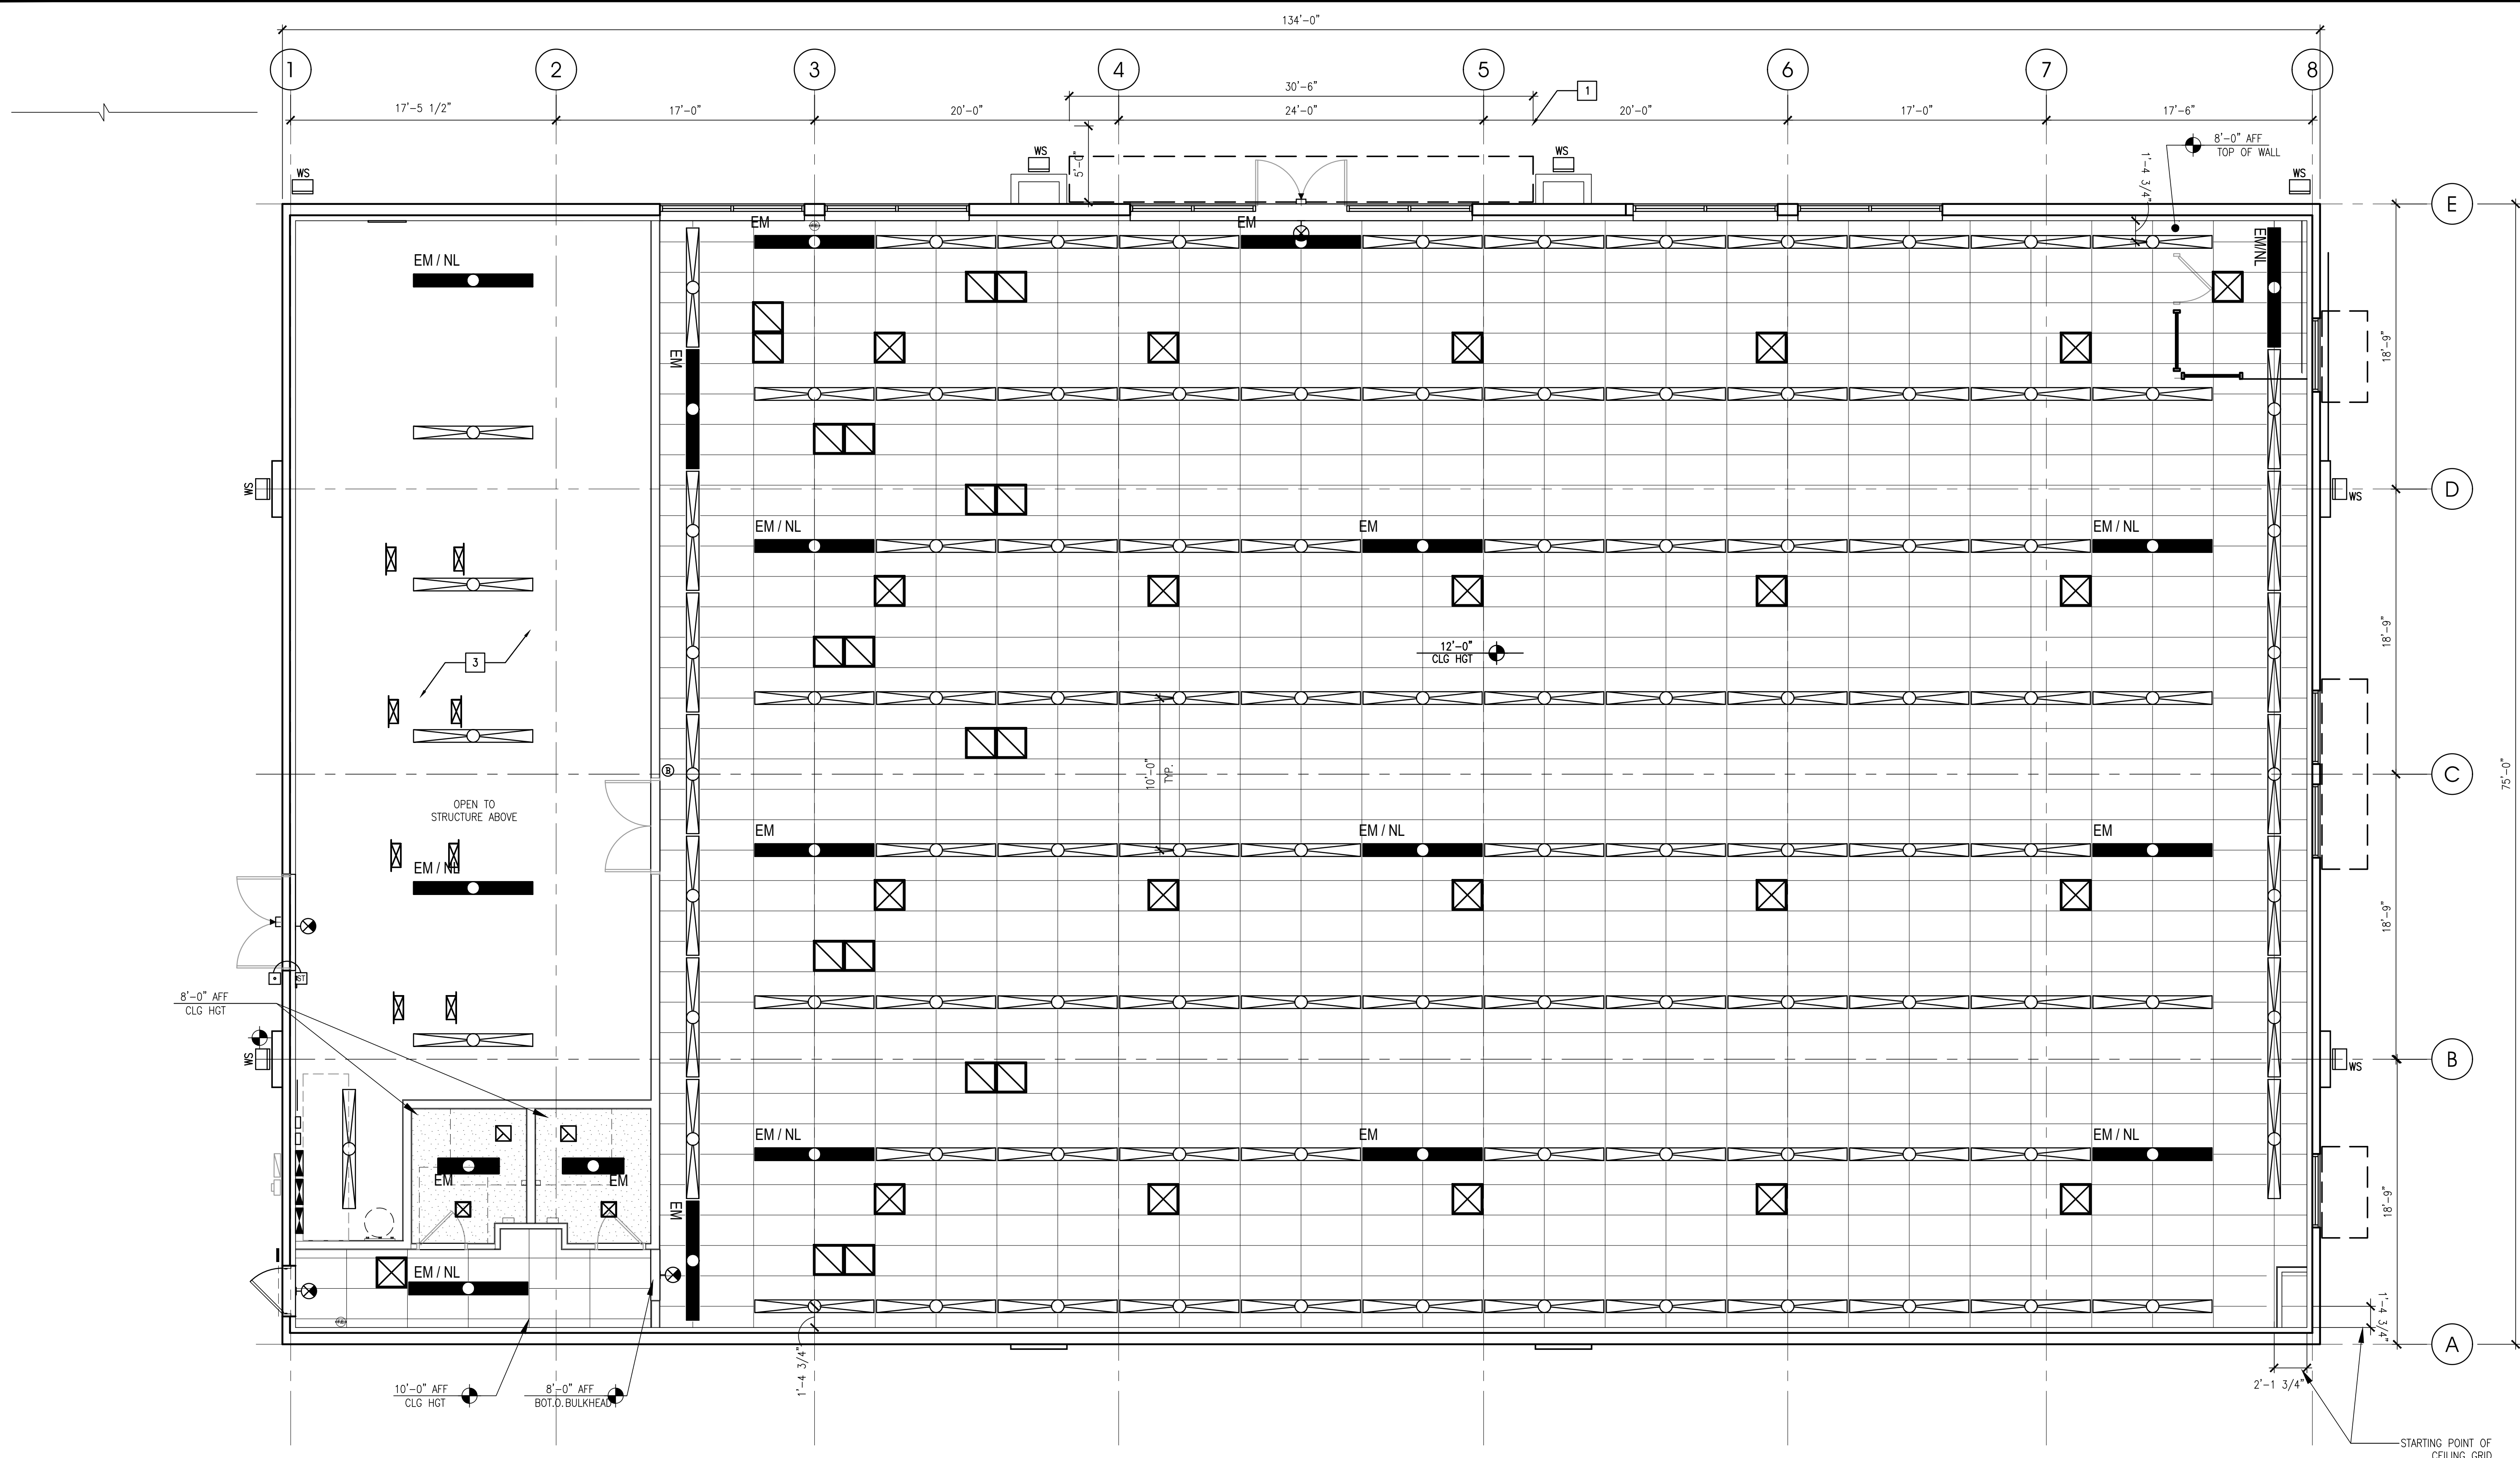 134'-0"
1
2
3
4
5
6
7
8
30'-6"
1
17'-5 1/2"
17'-0"
20'-0"
24'-0"
20'-0"
17'-0"
17'-6"
8'-0" AFF
TOP OF WALL
5'-0"
1'-4 3/4"
WS
WS
WS
WS
E
EM
EM
EM / NL
EM/NL
EM
18'-9"
WS
WS
D
EM / NL
EM
EM / NL
18'-9"
3
12'-0"
CLG HGT
10'-0"
TYP.
B
C
75'-0"
OPEN TO
STRUCTURE ABOVE
EM
EM / NL
EM
EM / NL
18'-9"
ST
8'-0" AFF
CLG HGT
WS
WS
B
EM / NL
EM
EM / NL
EM
EM
EM
18'-9"
EM / NL
1'-4 3/4"
1'-4 3/4"
A
2'-1 3/4"
10'-0" AFF
CLG HGT
8'-0" AFF
BOT.O.BULKHEAD
STARTING POINT OF
CEILING GRID